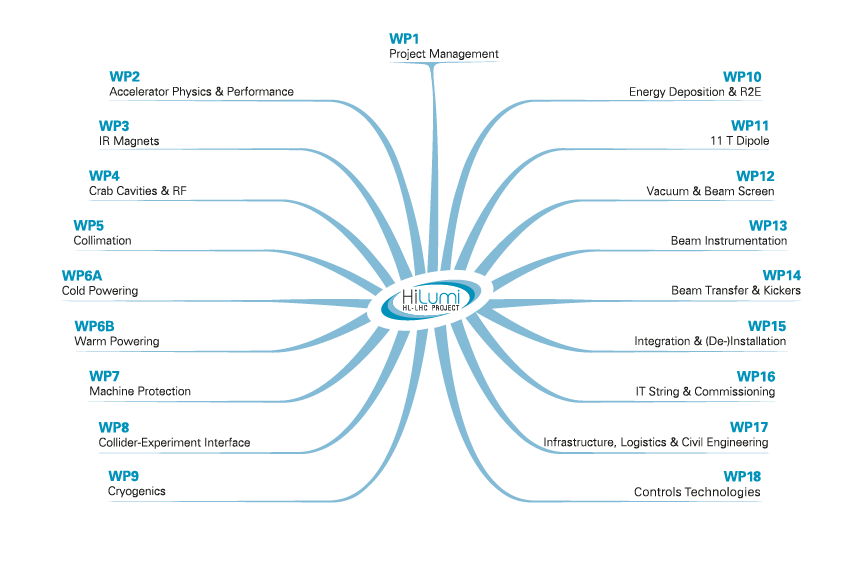 WP1
Project Management
WP2
Accelerator Physics & Performance
WP3
IR Magnets
WP4
Crab Cavities & RF
WP5
Collimation
WP6A
Cold Powering
WP6B
Warm Powering
WP7
Machine Protection
WP8
Collider-Experiment Interface
WP9
Cryogenics
HiLumi
HL-LHC PROJECT
WP10
Energy Deposition & R2E
WP11
11 T Dipole
WP12
Vacuum & Beam Screen
WP13
Beam Instrumentation
WP14
Beam Transfer & Kickers
WP15
Integration & (De-)Installation
WP16
IT String & Commissioning
WP17
Infrastructure, Logistics & Civil Engineering
WP18
Controls Technologies